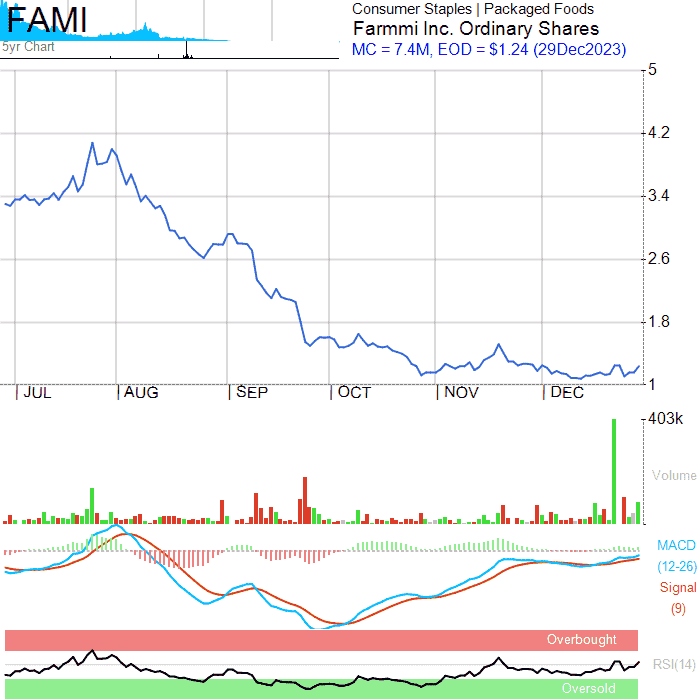 FAMI
5yr Chart
Consumer Staples | Packaged Foods
Farmmi Inc. Ordinary Shares
MC = 7.4M, EOD = $1.24 (29Dec2023)
5
4.2
3.4
2.6
1.8
1
JUL AUG SEP OCT NOV DEC
403k
Volume
MACD
(12-26)
Signal
(9)
Overbought
RSI(14)
Oversold